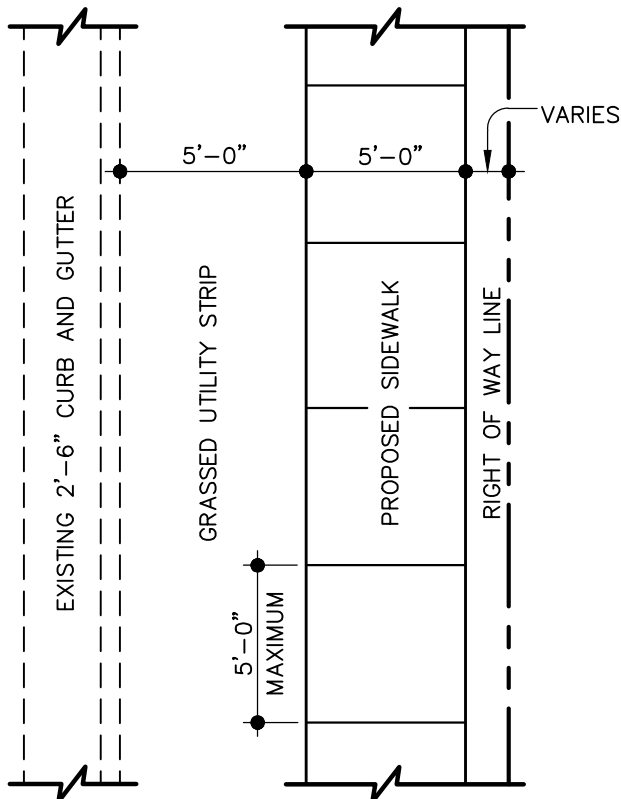 VARIES
5'-0"
5'-0"
EXISTING 2'-6" CURB AND GUTTER
GRASSED UTILITY STRIP
PROPOSED SIDEWALK
RIGHT OF WAY LINE
5'-0"
MAXIMUM